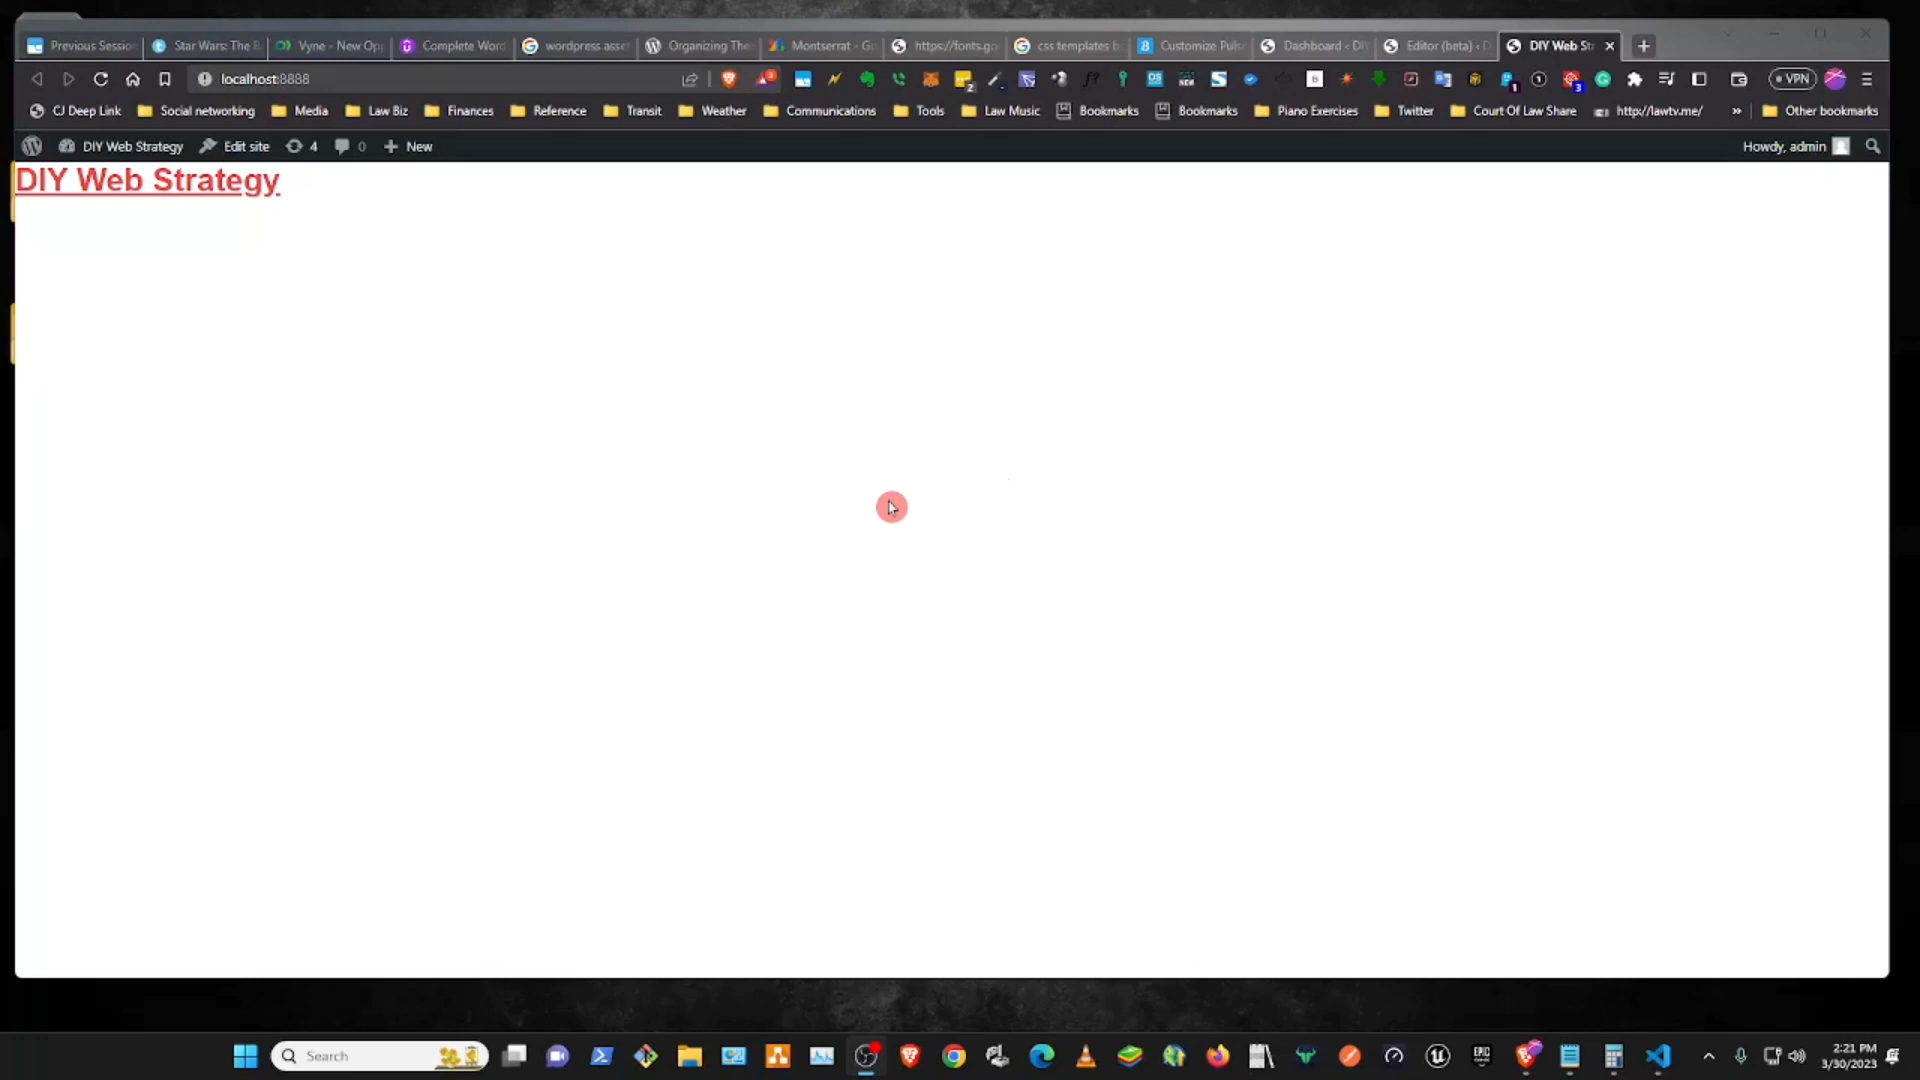 Previous Sessio
Star Wars: The B
Vyne - New Opp
Complete Word
wordpress asse
Organizing The
Montserrat - Go
https://fonts.go
css templates b
Customize Puls
Dashboard ‹ DI
Editor (beta) ‹ D
DIY Web St
localhost:8888
VPN
CJ Deep Link
Social networking
Media
Law Biz
Finances
Reference
Transit
Weather
Communications
Tools
Law Music
Bookmarks
Bookmarks
Piano Exercises
Twitter
Court Of Law Share
http://lawtv.me/
»
Other bookmarks
DIY Web Strategy
Edit site
4
0
New
Howdy, admin
DIY Web Strategy
Search
2:21 PM
3/30/2023